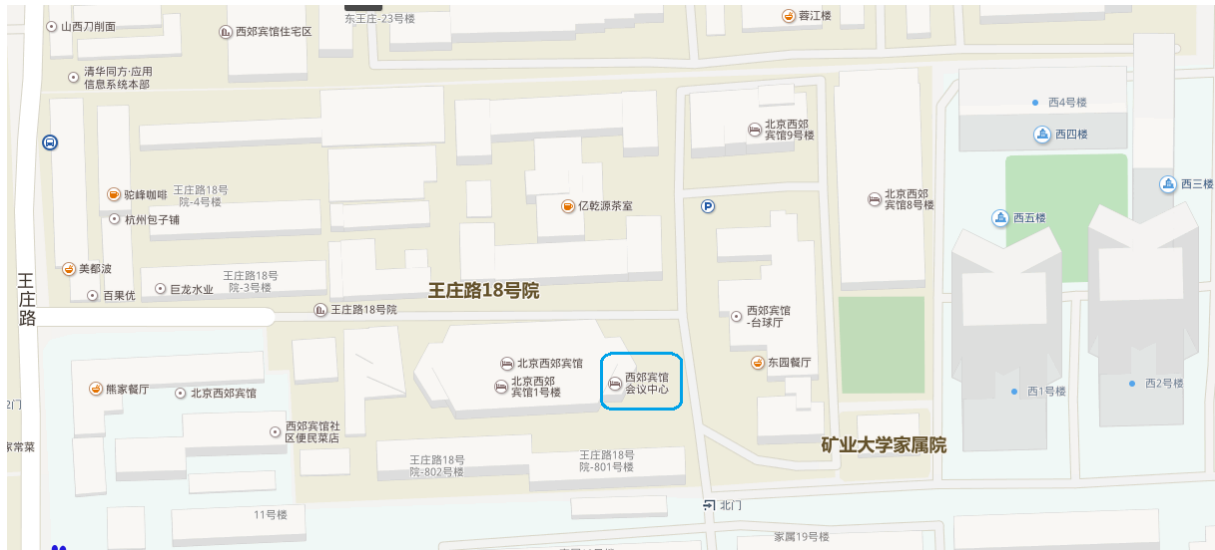 山西刀削面
西郊宾馆住宅区
东王庄-23号楼
蓉江楼
清华同方·应用
信息系统本部
西4号楼
北京西郊
宾馆9号楼
西四楼
驼峰咖啡
王庄路18号
院-4号楼
杭州包子铺
亿乾源茶室
P
北京西郊
宾馆8号楼
西三楼
西五楼
美都波
百果优
巨龙水业
王庄路18号
院-3号楼
王庄路18号院
王庄路
王庄路18号院
西郊宾馆
-台球厅
北京西郊宾馆
北京西郊
宾馆1号楼
西郊宾馆
会议中心
东园餐厅
熊家餐厅
北京西郊宾馆
西1号楼
西2号楼
2门
家常菜
西郊宾馆社
区便民菜店
王庄路18号
院-802号楼
王庄路18号
院-801号楼
矿业大学家属院
北门
11号楼
家属19号楼